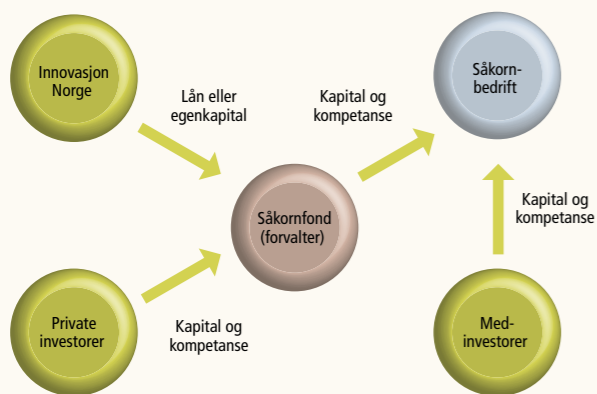 Innovasjon
Norge
Lån eller
egenkapital
Kapital og
kompetanse
Såkorn-
bedrift
Såkornfond
(forvalter)
Kapital og
kompetanse
Private
investorer
Kapital og
kompetanse
Med-
investorer